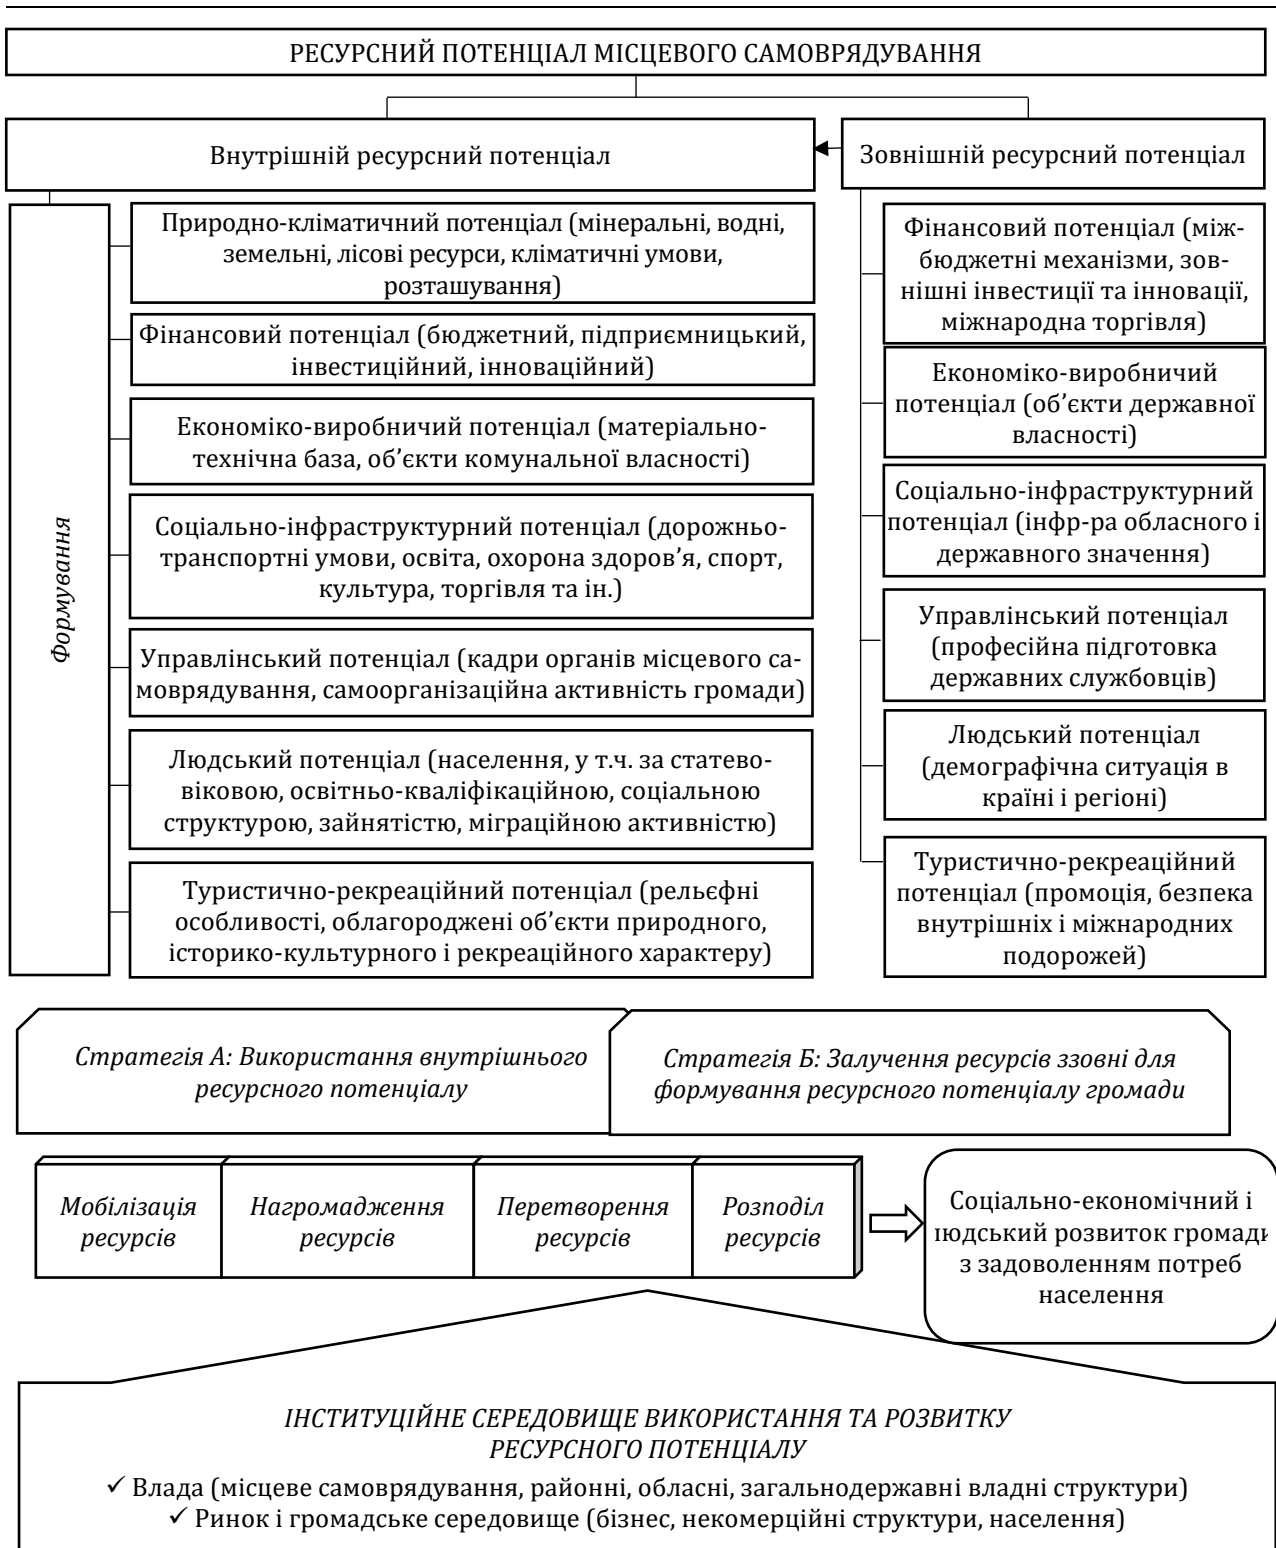 РЕСУРСНИЙ ПОТЕНЦІАЛ МІСЦЕВОГО САМОВРЯДУВАННЯ
Внутрішній ресурсний потенціал
Зовнішній ресурсний потенціал
Формування
Природно-кліматичний потенціал (мінеральні, водні,
земельні, лісові ресурси, кліматичні умови,
розташування)
Фінансовий потенціал (бюджетний, підприємницький,
інвестиційний, інноваційний)
Економіко-виробничий потенціал (матеріально-
технічна база, об’єкти комунальної власності)
Соціально-інфраструктурний потенціал (дорожньо-
транспортні умови, освіта, охорона здоров’я, спорт,
культура, торгівля та ін.)
Управлінський потенціал (кадри органів місцевого са-
моврядування, самоорганізаційна активність громади)
Людський потенціал (населення, у т.ч. за статево-
віковою, освітньо-кваліфікаційною, соціальною
структурою, зайнятістю, міграційною активністю)
Туристично-рекреаційний потенціал (рельєфні
особливості, облагороджені об’єкти природного,
історико-культурного і рекреаційного характеру)
Фінансовий потенціал (між-
бюджетні механізми, зов-
нішні інвестиції та інновації,
міжнародна торгівля)
Економіко-виробничий
потенціал (об’єкти державної
власності)
Соціально-інфраструктурний
потенціал (інфр-ра обласного і
державного значення)
Управлінський потенціал
(професійна підготовка
державних службовців)
Людський потенціал
(демографічна ситуація в
країні і регіоні)
Туристично-рекреаційний
потенціал (промоція, безпека
внутрішніх і міжнародних
подорожей)
Стратегія А: Використання внутрішнього
ресурсного потенціалу
Стратегія Б: Залучення ресурсів ззовні для
формування ресурсного потенціалу громади
Мобілізація
ресурсів
Нагромадження
ресурсів
Перетворення
ресурсів
Розподіл
ресурсів
Соціально-економічний і
людський розвиток громади
з задоволенням потреб
населення
ІНСТИТУЦІЙНЕ СЕРЕДОВИЩЕ ВИКОРИСТАННЯ ТА РОЗВИТКУ
РЕСУРСНОГО ПОТЕНЦІАЛУ
✓ Влада (місцеве самоврядування, районні, обласні, загальнодержавні владні структури)
✓ Ринок і громадське середовище (бізнес, некомерційні структури, населення)